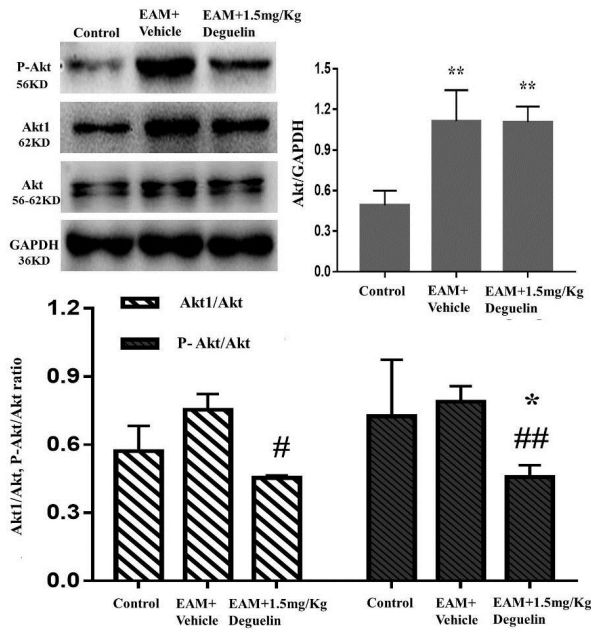 Control
EAM+
Vehicle
EAM+1.5mg/Kg
Deguelin
P-Akt
56KD
Akt1
62KD
Akt
56-62KD
GAPDH
36KD
Akt/GAPDH
1.5
1.2
0.9
0.6
0.3
0.0
**
**
Control
EAM+
Vehicle
EAM+1.5mg/Kg
Deguelin
Akt1/Akt, P-Akt/Akt ratio
1.2
0.9
0.6
0.3
0.0
Akt1/Akt
P- Akt/Akt
#
*
##
Control
EAM+
Vehicle
EAM+1.5mg/Kg
Deguelin
Control
EAM+
Vehicle
EAM+1.5mg/Kg
Deguelin